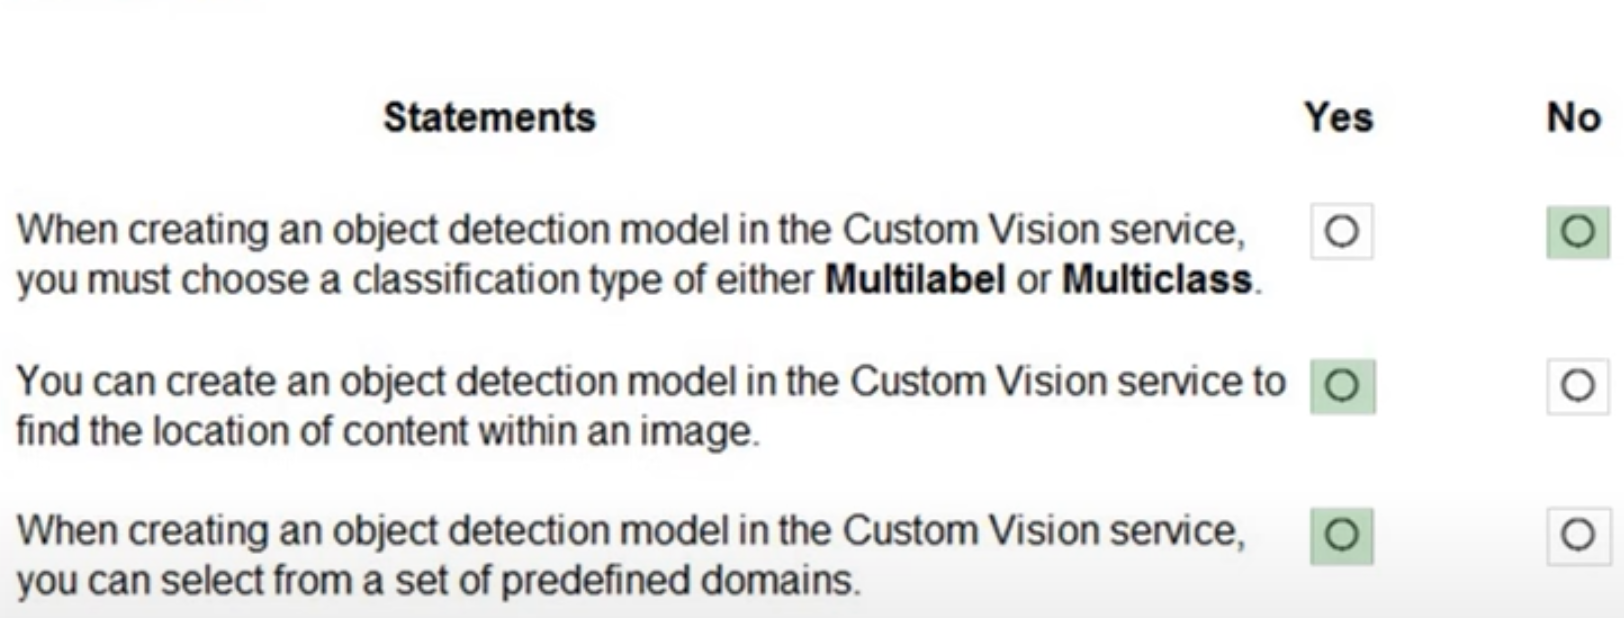 Statements Yes No
When creating an object detection model in the Custom Vision service,
you must choose a classification type of either Multilabel or Multiclass.
You can create an object detection model in the Custom Vision service to
find the location of content within an image.
When creating an object detection model in the Custom Vision service,
you can select from a set of predefined domains.